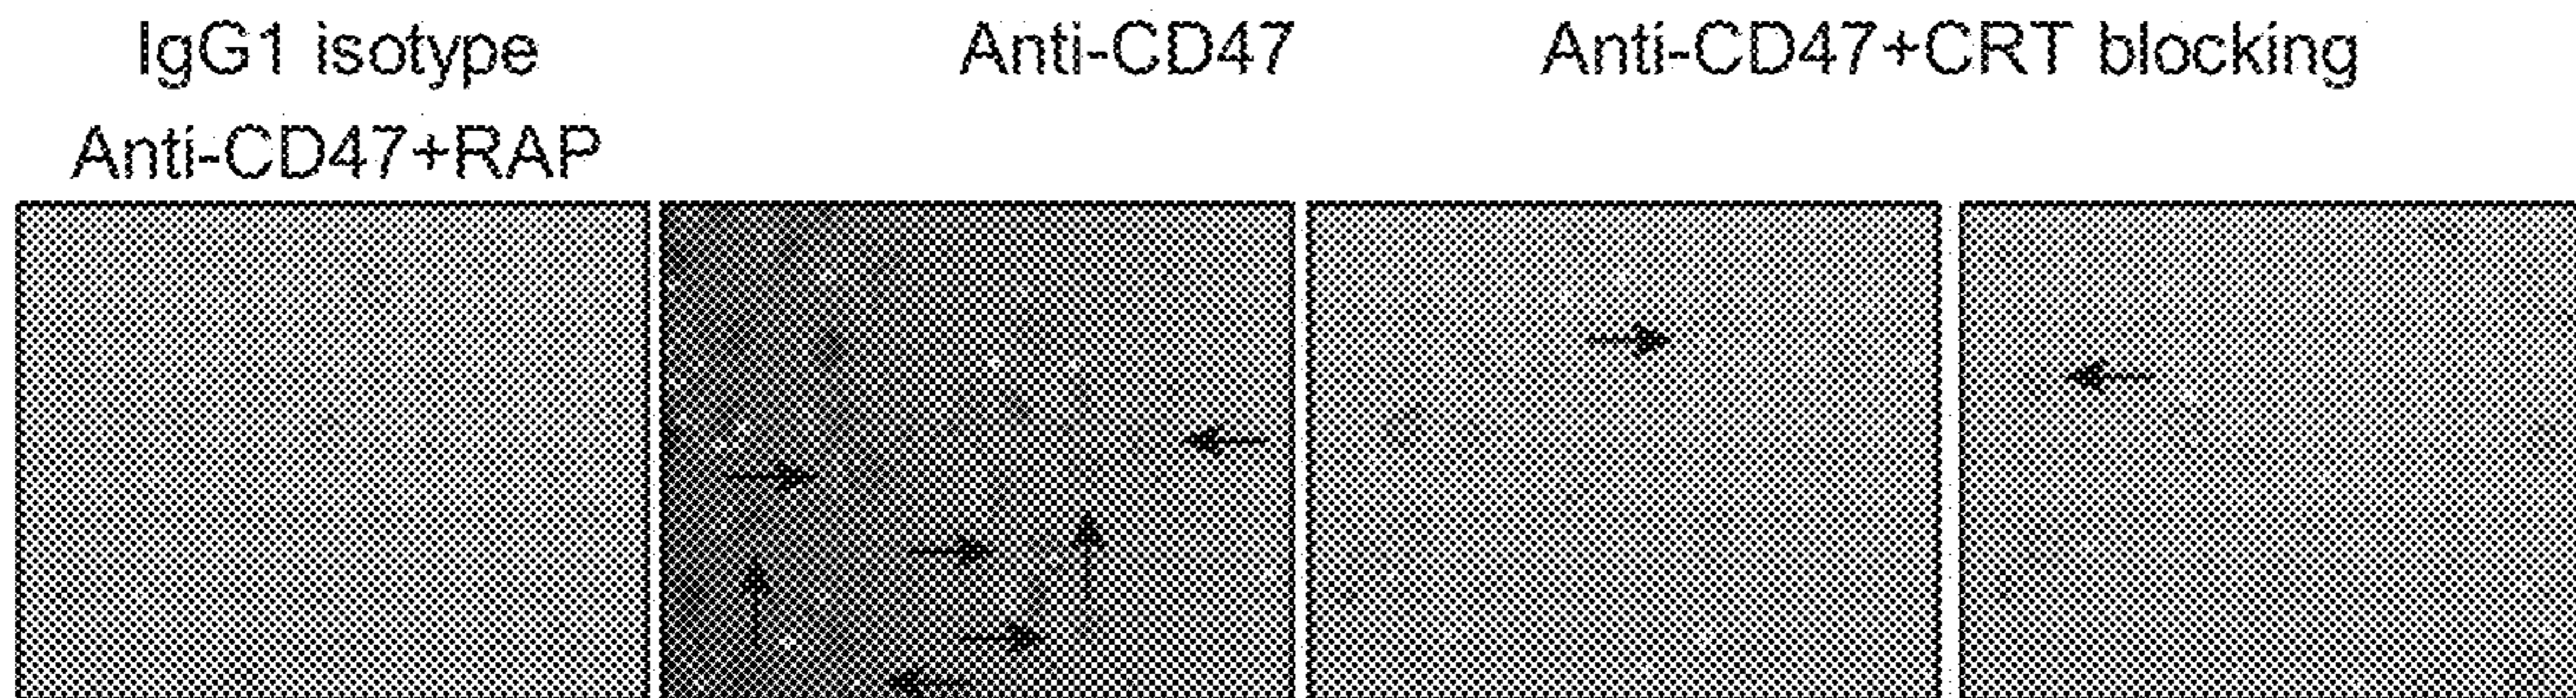 IgG1 isotype Anti-CD47 Anti-CD47+CRT blocking
Anti-CD47+RAP